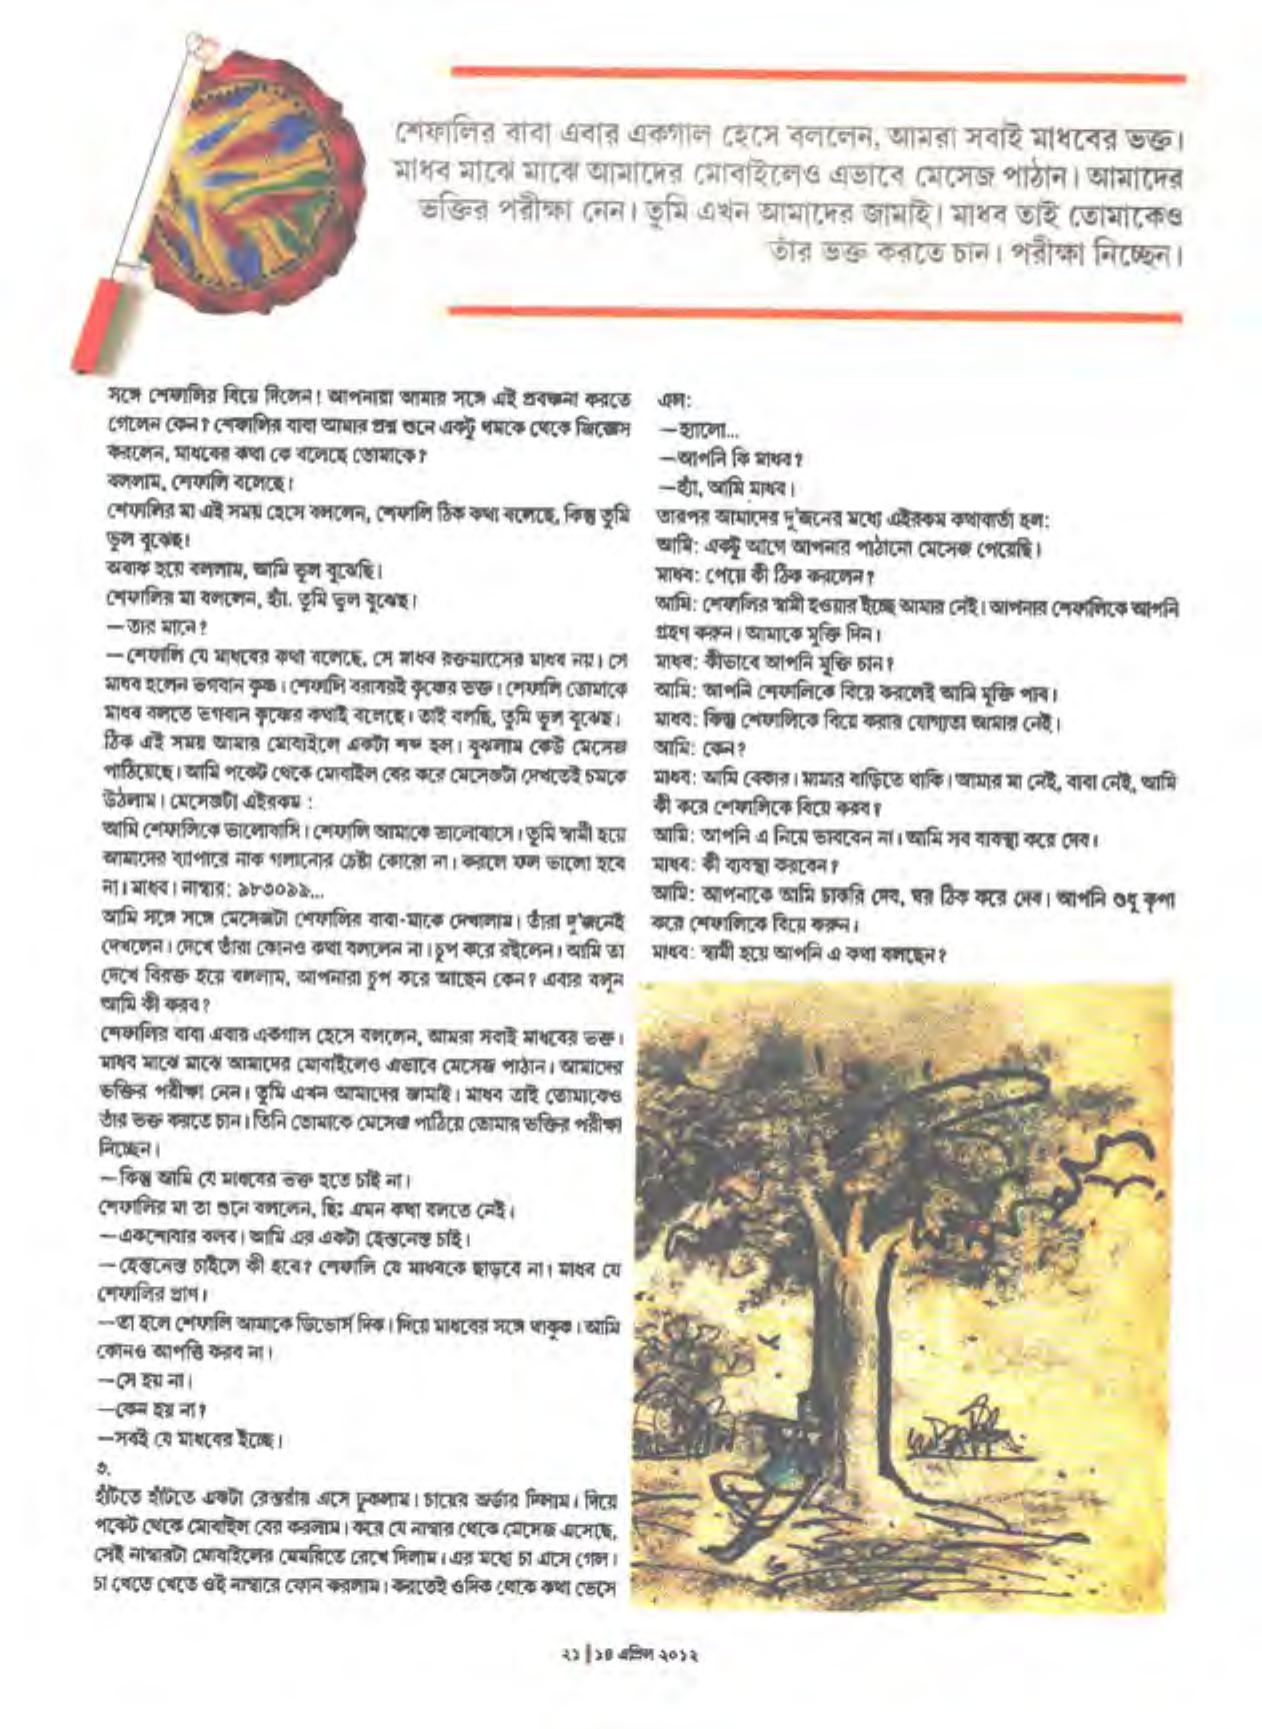 শেফালির বাবা এবার একগাল হেসে বললেন, আমরা সবাই মাধবের ভক্ত।
মাধব মাঝে মাঝে আমাদের মোবাইলেও এভাবে মেসেজ পাঠান। আমাদের
ভক্তির পরীক্ষা নেন। তুমি এখন আমাদের জামাই। মাধব তাই তোমাকেও
তাঁর ভক্ত করতে চান। পরীক্ষা নিচ্ছেন।
সঙ্গে শেফালির বিয়ে দিলেন! আপনারা আমার সঙ্গে এই প্রবঞ্চনা করতে
গেলেন কেন? শেফালির বাবা আমার প্রশ্ন শুনে একটু থমকে থেকে জিজ্ঞেস
করলেন, মাধবের কথা কে বলেছে তোমাকে?
বললাম, শেফালি বলেছে।
শেফালির মা এই সময় হেসে বললেন, শেফালি ঠিক কথা বলেছে, কিন্তু তুমি
ভুল বুঝেছ!
অবাক হয়ে বললাম, আমি ভুল বুঝেছি।
শেফালির মা বললেন, হ্যাঁ. তুমি ভুল বুঝেছ।
—তার মানে?
—শেফালি যে মাধবের কথা বলেছে, সে মাধব রক্তমাংসের মাধব নয়। সে
মাধব হলেন ভগবান কৃষ্ণ। শেফালি বরাবরই কৃষ্ণের ভক্ত। শেফালি তোমাকে
মাধব বলতে ভগবান কৃষ্ণের কথাই বলেছে। তাই বলছি, তুমি ভুল বুঝেছ।
ঠিক এই সময় আমার মোবাইলে একটা শব্দ হল। বুঝলাম কেউ মেসেজ
পাঠিয়েছে। আমি পকেট থেকে মোবাইল বের করে মেসেজটা দেখতেই চমকে
উঠলাম। মেসেজটা এইরকম :
আমি শেফালিকে ভালোবাসি। শেফালি আমাকে ভালোবাসে। তুমি স্বামী হয়ে
আমাদের ব্যাপারে নাক গলানোর চেষ্টা কোরো না। করলে ফল ভালো হবে
না। মাধব। নাম্বার: ৯৮৩০৯৯...
আমি সঙ্গে সঙ্গে মেসেজটা শেফালির বাবা-মাকে দেখালাম। তাঁরা দু'জনেই
দেখলেন। দেখে তাঁরা কোনও কথা বললেন না। চুপ করে রইলেন। আমি তা
দেখে বিরক্ত হয়ে বললাম, আপনারা চুপ করে আছেন কেন? এবার বলুন
আমি কী করব?
শেফালির বাবা এবার একগাল হেসে বললেন, আমরা সবাই মাধবের ভক্ত।
মাধব মাঝে মাঝে আমাদের মোবাইলেও এভাবে মেসেজ পাঠান। আমাদের
ভক্তির পরীক্ষা নেন। তুমি এখন আমাদের জামাই। মাধব তাই তোমাকেও
তাঁর ভক্ত করতে চান। তিনি তোমাকে মেসেজ পাঠিয়ে তোমার ভক্তির পরীক্ষা
নিচ্ছেন।
—কিন্তু আমি যে মাধবের ভক্ত হতে চাই না।
শেফালির মা তা শুনে বললেন, ছিঃ এমন কথা বলতে নেই।
—একশোবার বলব। আমি এর একটা হেস্তনেস্ত চাই।
—হেস্তনেস্ত চাইলে কী হবে? শেফালি যে মাধবকে ছাড়বে না। মাধব যে
শেফালির প্রাণ।
—তা হলে শেফালি আমাকে ডিভোর্স দিক। দিয়ে মাধবের সঙ্গে থাকুক। আমি
কোনও আপত্তি করব না।
—সে হয় না।
—কেন হয় না?
—সবই যে মাধবের ইচ্ছে।
৩.
হাঁটতে হাঁটতে একটা রেস্তরাঁয় এসে ঢুকলাম। চায়ের অর্ডার দিলাম। দিয়ে
পকেট থেকে মোবাইল বের করলাম। করে যে নাম্বার থেকে মেসেজ এসেছে,
সেই নাম্বারটা মোবাইলের মেমরিতে রেখে দিলাম। এর মধ্যে চা এসে গেল।
চা খেতে খেতে ওই নাম্বারে ফোন করলাম। করতেই ওদিক থেকে কথা ভেসে
এল:
—হ্যালো...
—আপনি কি মাধব?
—হ্যাঁ, আমি মাধব।
তারপর আমাদের দু'জনের মধ্যে এইরকম কথাবার্তা হল:
আমি: একটু আগে আপনার পাঠানো মেসেজ পেয়েছি।
মাধব: পেয়ে কী ঠিক করলেন?
আমি: শেফালির স্বামী হওয়ার ইচ্ছে আমার নেই। আপনার শেফালিকে আপনি
গ্রহণ করুন। আমাকে মুক্তি দিন।
মাধব: কীভাবে আপনি মুক্তি চান?
আমি: আপনি শেফালিকে বিয়ে করলেই আমি মুক্তি পাব।
মাধব: কিন্তু শেফালিকে বিয়ে করার যোগ্যতা আমার নেই।
আমি: কেন?
মাধব: আমি বেকার। মামার বাড়িতে থাকি। আমার মা নেই, বাবা নেই, আমি
কী করে শেফালিকে বিয়ে করব?
আমি: আপনি এ নিয়ে ভাববেন না। আমি সব ব্যবস্থা করে দেব।
মাধব: কী ব্যবস্থা করবেন?
আমি: আপনাকে আমি চাকরি দেব, ঘর ঠিক করে দেব। আপনি শুধু কৃপা
করে শেফালিকে বিয়ে করুন।
মাধব: স্বামী হয়ে আপনি এ কথা বলছেন?
২১ | ১৪ এপ্রিল ২০১২